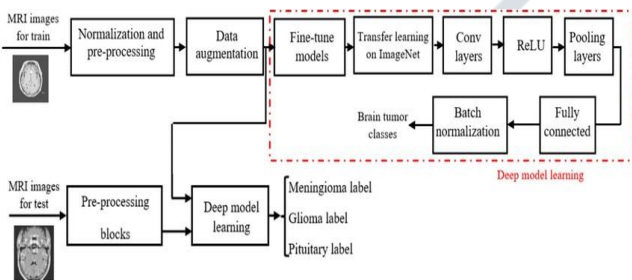 MRI images
for train
Normalization and
pre-processing
Data
augmentation
Fine-tune
models
Transfer learning
on ImageNet
Conv
layers
ReLU
Pooling
layers
Brain tumor
classes
Batch
normalization
Fully
connected
Deep model learning
MRI images
for test
Pre-processing
blocks
Deep model
learning
Meningioma label
Glioma label
Pituitary label